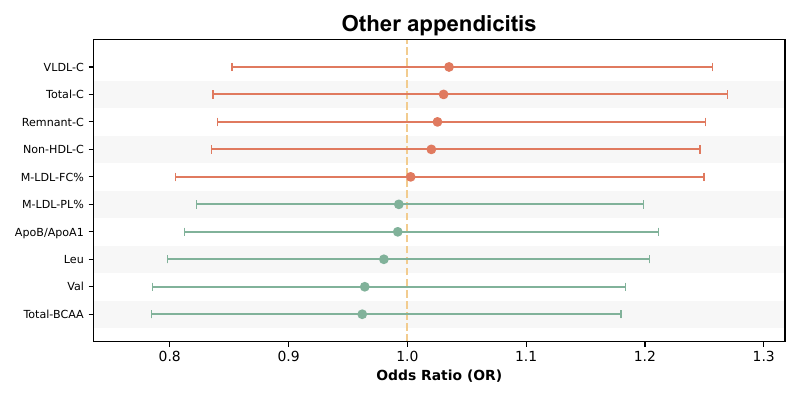 Other appendicitis
VLDL-C
Total-C
Remnant-C
Non-HDL-C
M-LDL-FC%
M-LDL-PL%
ApoB/ApoA1
Leu
Val
Total-BCAA
0.8 0.9 1.0 1.1 1.2 1.3
Odds Ratio (OR)